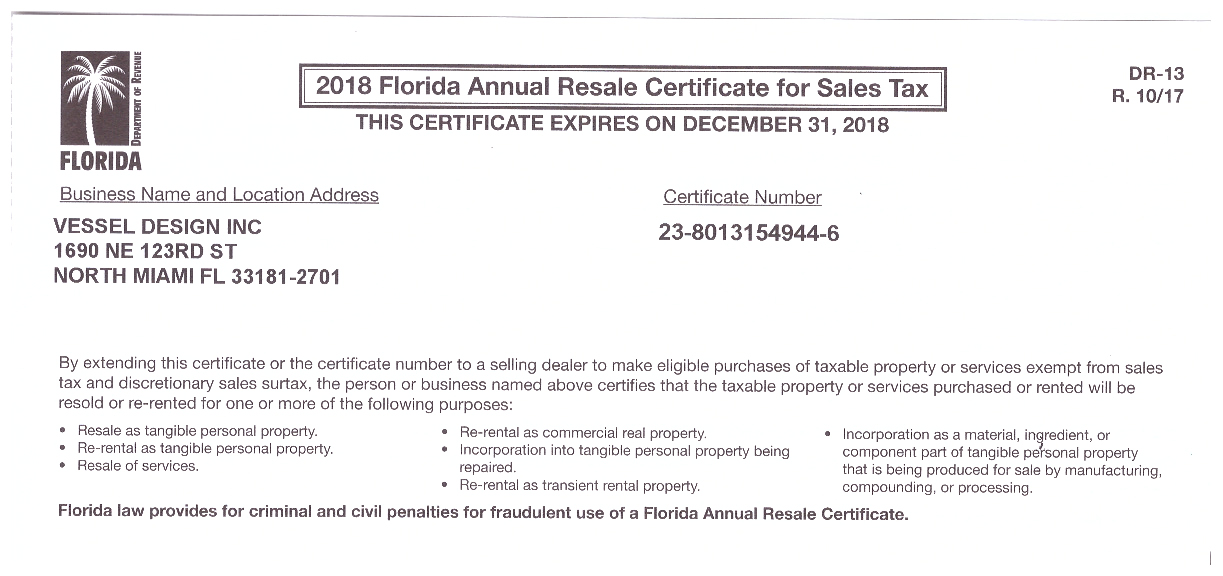 DEPARTMENT OF REVENUE
FLORIDA
2018 Florida Annual Resale Certificate for Sales Tax
THIS CERTIFICATE EXPIRES ON DECEMBER 31, 2018
DR-13
R. 10/17
Business Name and Location Address
VESSEL DESIGN INC
1690 NE 123RD ST
NORTH MIAMI FL 33181-2701
Certificate Number
23-8013154944-6
By extending this certificate or the certificate number to a selling dealer to make eligible purchases of taxable property or services exempt from sales
tax and discretionary sales surtax, the person or business named above certifies that the taxable property or services purchased or rented will be
resold or re-rented for one or more of the following purposes:
• Resale as tangible personal property.
• Re-rental as tangible personal property.
• Resale of services.
• Re-rental as commercial real property.
• Incorporation into tangible personal property being
repaired.
• Re-rental as transient rental property.
• Incorporation as a material, ingredient, or
component part of tangible personal property
that is being produced for sale by manufacturing,
compounding, or processing.
Florida law provides for criminal and civil penalties for fraudulent use of a Florida Annual Resale Certificate.